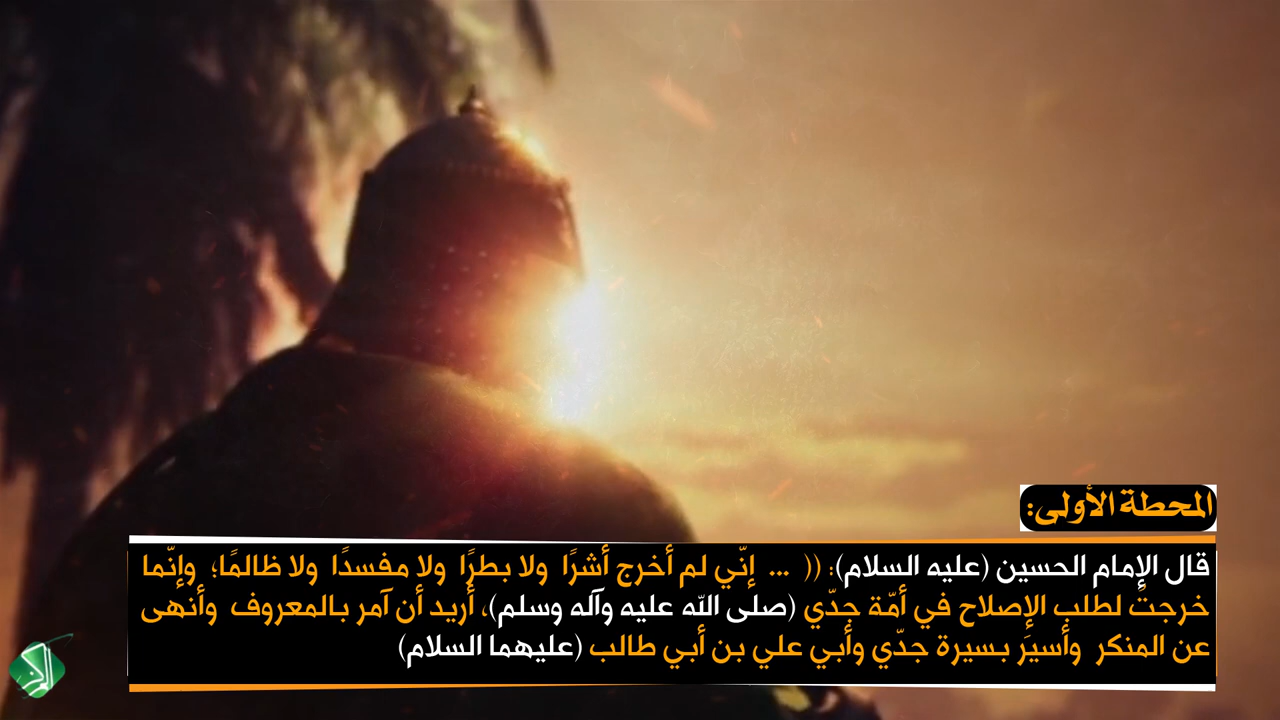 المحطة الأولى:
قال الإمام الحسين (عليه السلام): (( ... إنّي لم أخرج أشرًا ولا بطرًا ولا مفسدًا ولا ظالمًا؛ وإنّما
خرجتُ لطلب الإصلاح في أمّة جدّي (صلى الله عليه وآله وسلم)، أريد أن آمر بالمعروف وأنهى
عن المنكر وأسيرَ بسيرة جدّي وأبي علي بن أبي طالب (عليهما السلام)